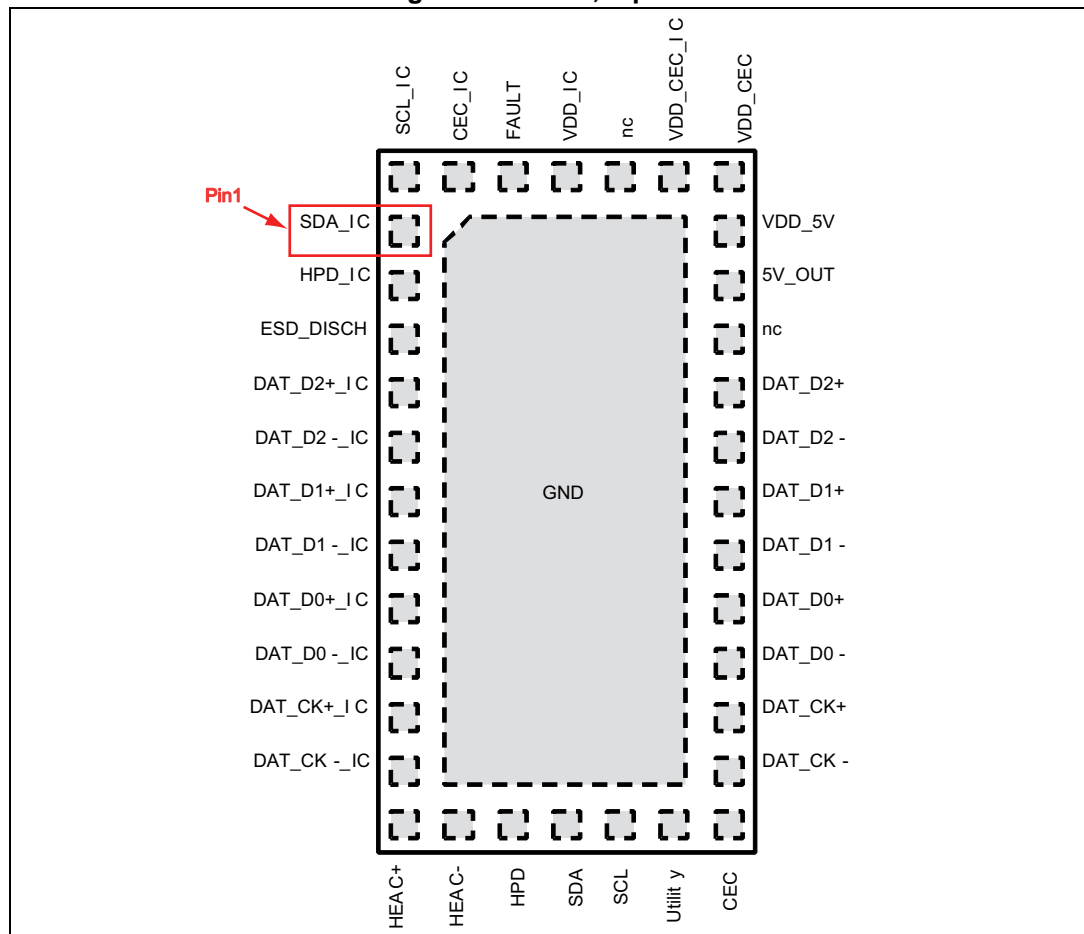 SCL_IC
CEC_IC
FAULT
VDD_IC
nc
VDD_CEC_IC
VDD_CEC
Pin1
SDA_IC
VDD_5V
HPD_IC
5V_OUT
ESD_DISCH
nc
DAT_D2+_IC
DAT_D2+
DAT_D2 -_IC
DAT_D2 -
DAT_D1+_IC
GND
DAT_D1+
DAT_D1 -_IC
DAT_D1 -
DAT_D0+_IC
DAT_D0+
DAT_D0 -_IC
DAT_D0 -
DAT_CK+_IC
DAT_CK+
DAT_CK -_IC
DAT_CK -
HEAC+
HEAC-
HPD
SDA
SCL
Utility
CEC